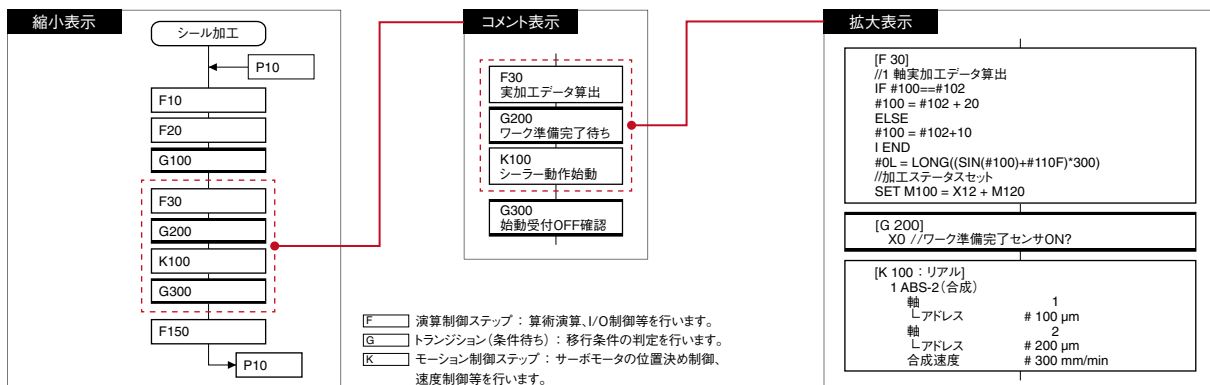 縮小表示
シール加工
P10
F10
F20
G100
F30
G200
K100
G300
F150
P10
コメント表示
F30
実加工データ算出
G200
ワーク準備完了待ち
K100
シーラー動作始動
G300
始動受付OFF確認
F 演算制御ステップ : 算術演算、I/O制御等を行います。
G トランジション(条件待ち) : 移行条件の判定を行います。
K モーション制御ステップ : サーボモータの位置決め制御、
速度制御等を行います。
拡大表示
[F 30]
//1 軸実加工データ算出
IF #100==#102
#100 = #102 + 20
ELSE
#100 = #102+10
I END
#0L = LONG((SIN(#100)+#110F)*300)
//加工ステータスセット
SET M100 = X12 + M120
[G 200]
X0 //ワーク準備完了センサON?
[K 100 : リアル]
1 ABS-2(合成)
軸 1
└アドレス # 100 µm
軸 2
└アドレス # 200 µm
合成速度 # 300 mm/min